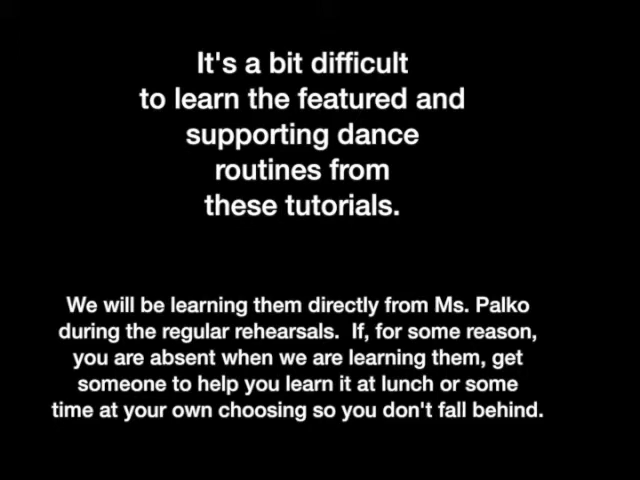 It's a bit difficult
to learn the featured and
supporting dance
routines from
these tutorials.
We will be learning them directly from Ms. Palko
during the regular rehearsals.  If, for some reason,
you are absent when we are learning them, get
someone to help you learn it at lunch or some
time at your own choosing so you don't fall behind.